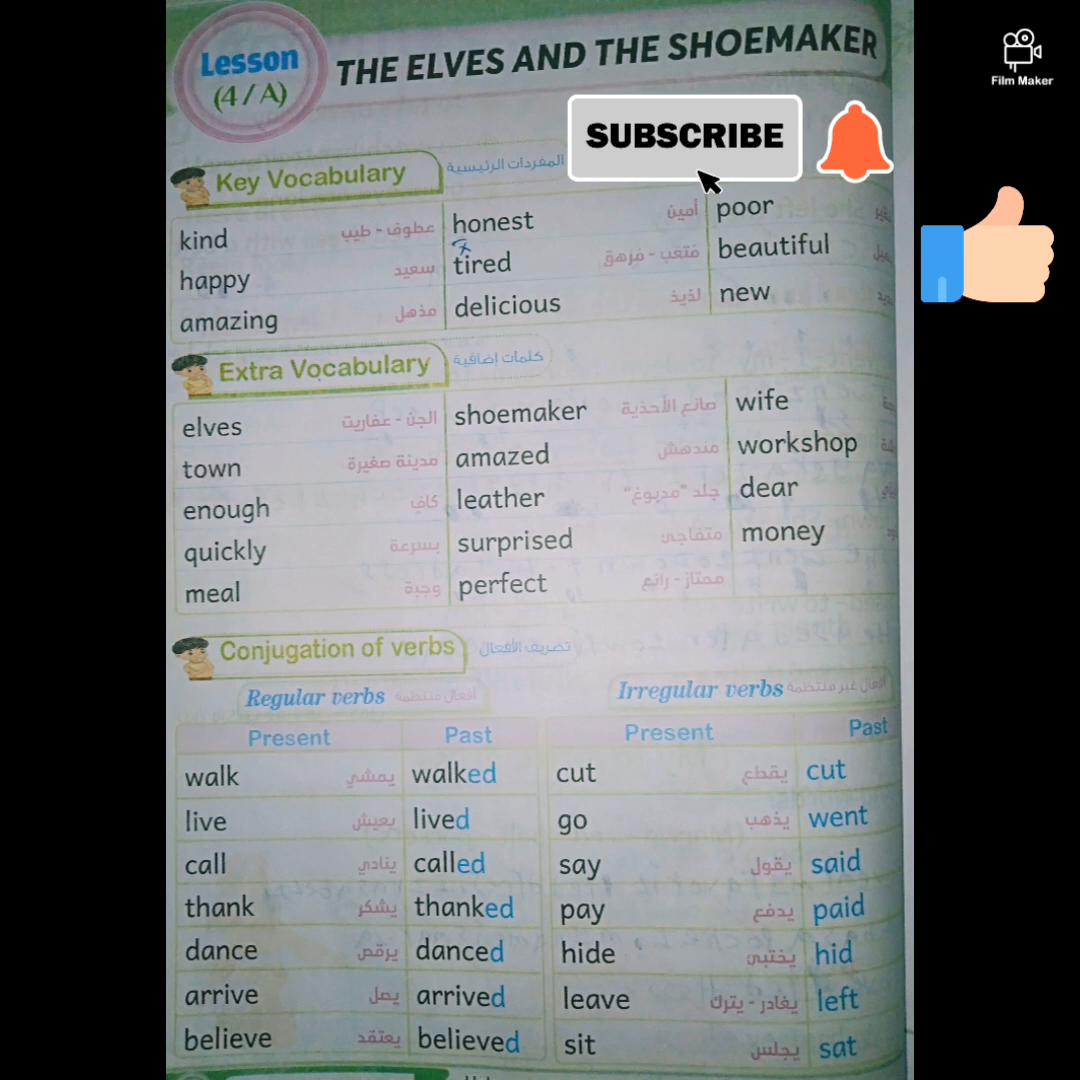 Lesson
(4/A)
THE ELVES AND THE SHOEMAKER
Film Maker
SUBSCRIBE
Key Vocabulary المفردات الرئيسية
kind عطوف - طيب honest أمين poor
happy سعيد tired مُتعَب - مُرهق beautiful
amazing مذهل delicious لذيذ new
Extra Vocabulary كلمات إضافية
elves الجن - عفاريت shoemaker صانع الأحذية wife
town مدينة صغيرة amazed مندهش workshop
enough كافٍ leather جلد "مدبوغ" dear
quickly بسرعة surprised متفاجئ money
meal وجبة perfect ممتاز - رائع
Conjugation of verbs تصريف الأفعال
Regular verbs أفعال منتظمة Irregular verbs أفعال غير منتظمة
Present Past Present Past
walk يمشي walked cut يقطع cut
live يعيش lived go يذهب went
call ينادي called say يقول said
thank يشكر thanked pay يدفع paid
dance يرقص danced hide يختبئ hid
arrive يصل arrived leave يغادر - يترك left
believe يعتقد believed sit يجلس sat